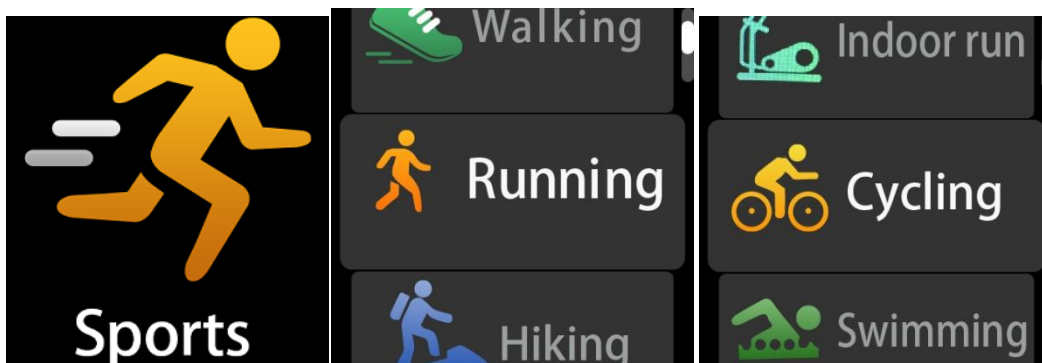 Sports
Walking
Running
Hiking
Indoor run
Cycling
Swimming